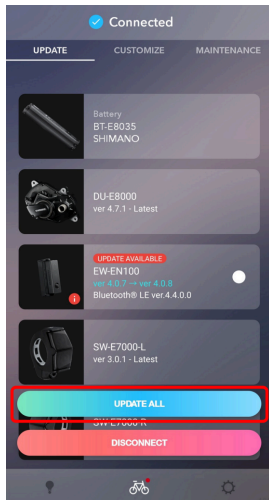 Connected
UPDATE
CUSTOMIZE
MAINTENANCE
Battery
BT-E8035
SHIMANO
DU-E8000
ver 4.7.1 - Latest
UPDATE AVAILABLE
EW-EN100
ver 4.0.7 → ver 4.0.8
Bluetooth® LE ver.4.4.0.0
SW-E7000-L
ver 3.0.1 - Latest
UPDATE ALL
SW-E7000-R
DISCONNECT